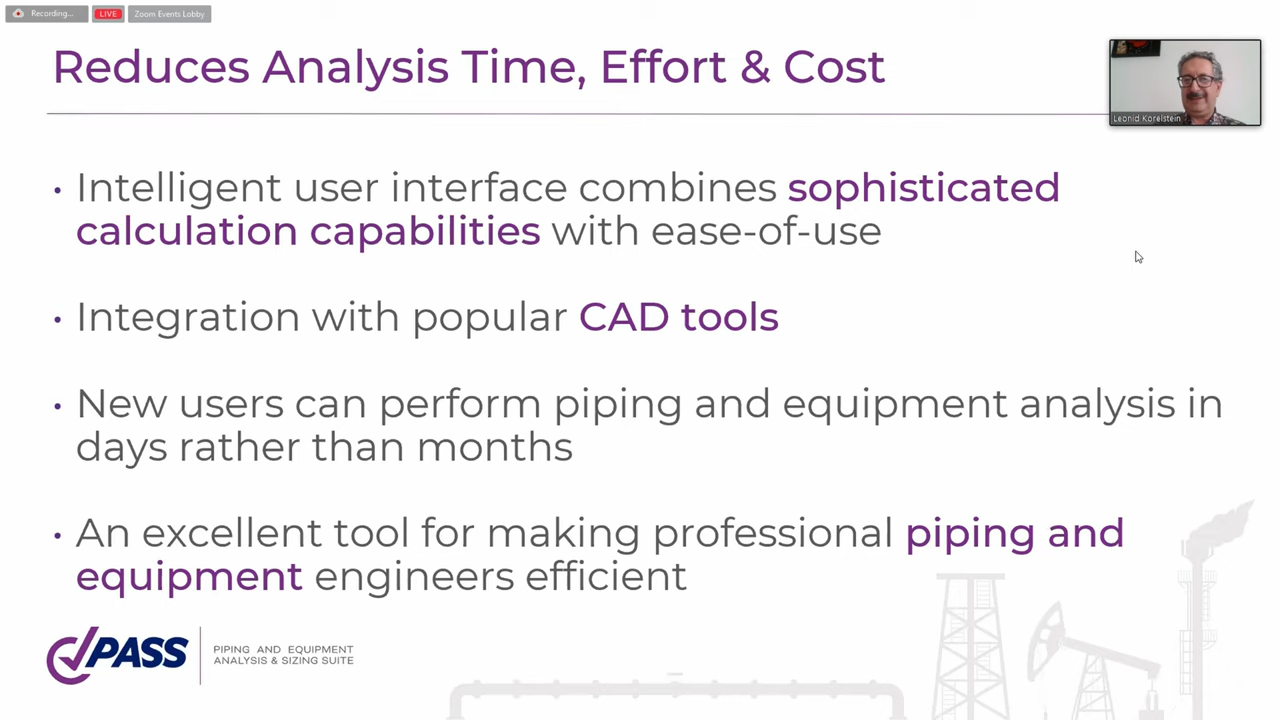 Recording...
LIVE
Zoom Events Lobby
Reduces Analysis Time, Effort & Cost
Leonid Korelstein
• Intelligent user interface combines sophisticated
calculation capabilities with ease-of-use
• Integration with popular CAD tools
• New users can perform piping and equipment analysis in
days rather than months
• An excellent tool for making professional piping and
equipment engineers efficient
PASS
PIPING AND EQUIPMENT
ANALYSIS & SIZING SUITE